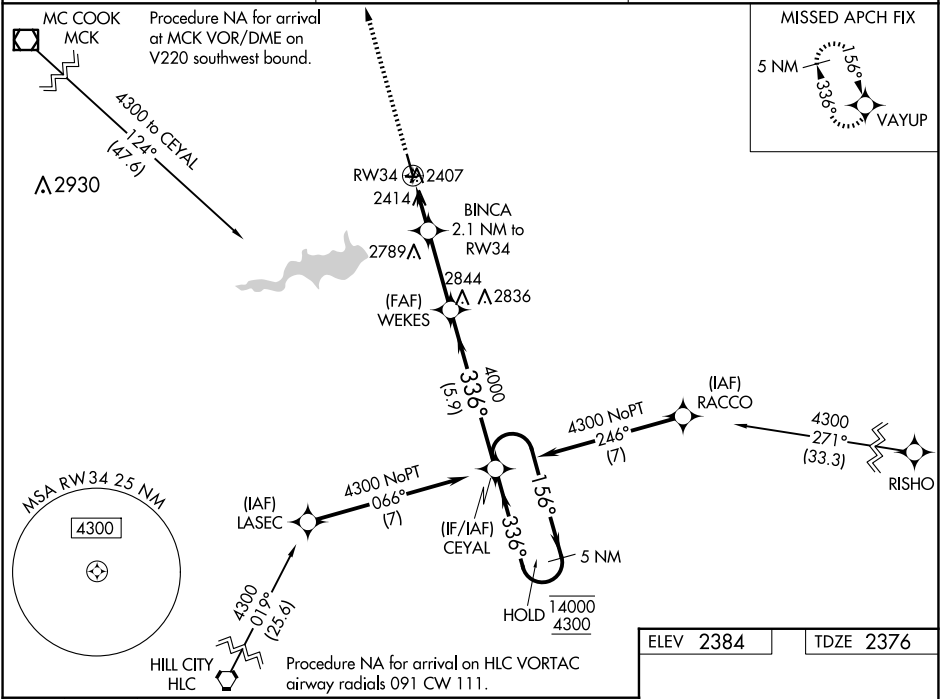 MC COOK
MCK
Procedure NA for arrival
at MCK VOR/DME on
V220 southwest bound.
MISSED APCH FIX
5 NM
156°
336°
VAYUP
4300 to CEYAL
124°
(47.6)
2930
RW34
2407
2414
BINCA
2.1 NM to
RW34
2789
2844
2836
(FAF)
WEKES
4000
336°
(5.9)
(IAF)
RACCO
4300 NoPT
246°
(7)
4300
271°
(33.3)
RISHO
MSA RW34 25 NM
4300
(IAF)
LASEC
4300 NoPT
066°
(7)
(IF/IAF)
CEYAL
156°
336°
5 NM
HOLD
14000
4300
4300
019°
(25.6)
HILL CITY
HLC
Procedure NA for arrival on HLC VORTAC
airway radials 091 CW 111.
ELEV 2384
TDZE 2376